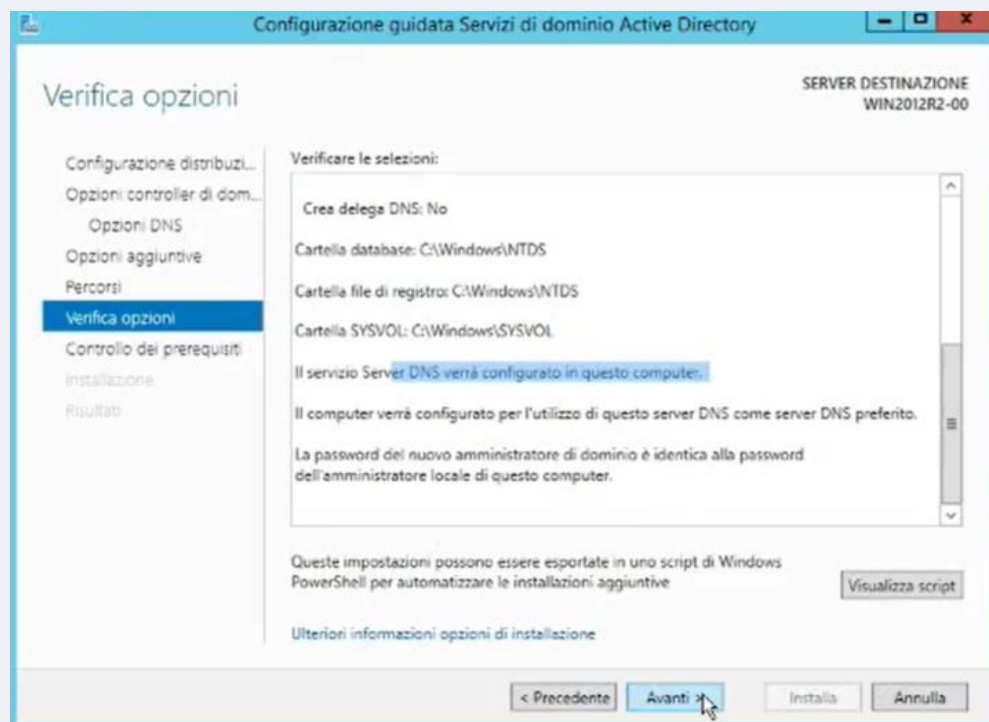 Configurazione guidata Servizi di dominio Active Directory
Verifica opzioni
SERVER DESTINAZIONE
WIN2012R2-00
Configurazione distribuzi...
Opzioni controller di dom...
Opzioni DNS
Opzioni aggiuntive
Percorsi
Verifica opzioni
Controllo dei prerequisiti
Installazione
Risultati
Verificare le selezioni:
Crea delega DNS: No
Cartella database: C:\Windows\NTDS
Cartella file di registro: C:\Windows\NTDS
Cartella SYSVOL: C:\Windows\SYSVOL
Il servizio Server DNS verrà configurato in questo computer.
Il computer verrà configurato per l'utilizzo di questo server DNS come server DNS preferito.
La password del nuovo amministratore di dominio è identica alla password
dell'amministratore locale di questo computer.
Queste impostazioni possono essere esportate in uno script di Windows
PowerShell per automatizzare le installazioni aggiuntive
Visualizza script
Ulteriori informazioni opzioni di installazione
< Precedente
Avanti >
Installa
Annulla